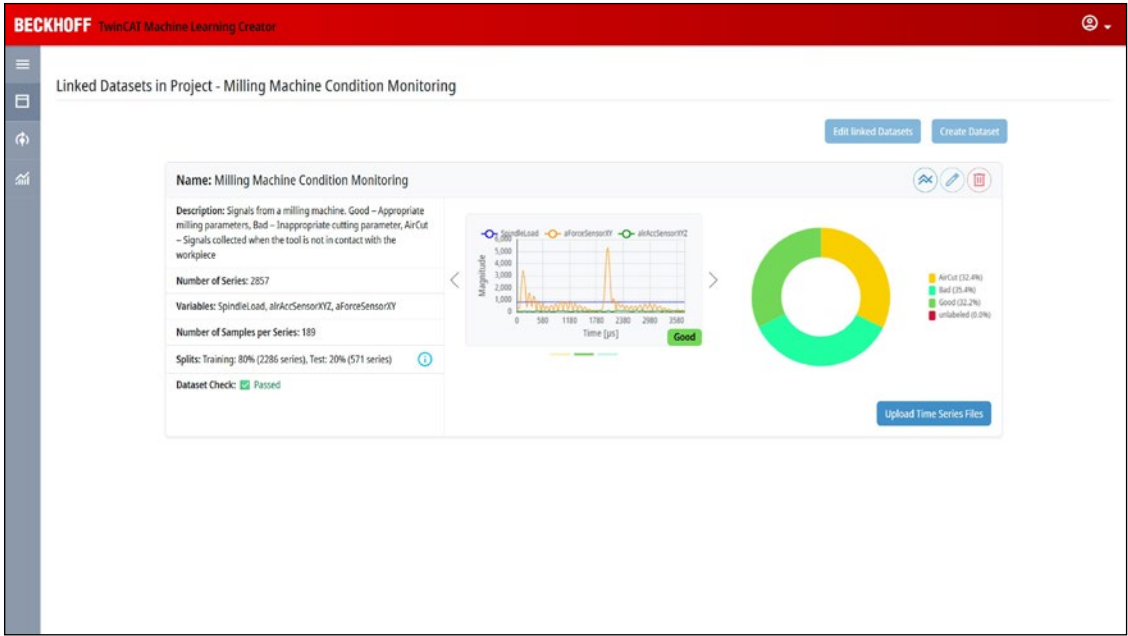 BECKHOFF TwinCAT Machine Learning Creator
Linked Datasets in Project - Milling Machine Condition Monitoring
Edit linked Datasets
Create Dataset
Name: Milling Machine Condition Monitoring
Description: Signals from a milling machine. Good – Appropriate
milling parameters, Bad – Inappropriate cutting parameter, AirCut
– Signals collected when the tool is not in contact with the
workpiece
Number of Series: 2857
Variables: SpindleLoad, aIrAccSensorXYZ, aForceSensorXY
Number of Samples per Series: 189
Splits: Training: 80% (2286 series), Test: 20% (571 series)
Dataset Check: Passed
SpindleLoad aForceSensorXY aIrAccSensorXYZ
6,000
5,000
4,000
3,000
2,000
1,000
0
Magnitude
0 580 1180 1780 2380 2980 3580
Time [µs]
Good
AirCut (32.4%)
Bad (35.4%)
Good (32.2%)
unlabeled (0.0%)
Upload Time Series Files